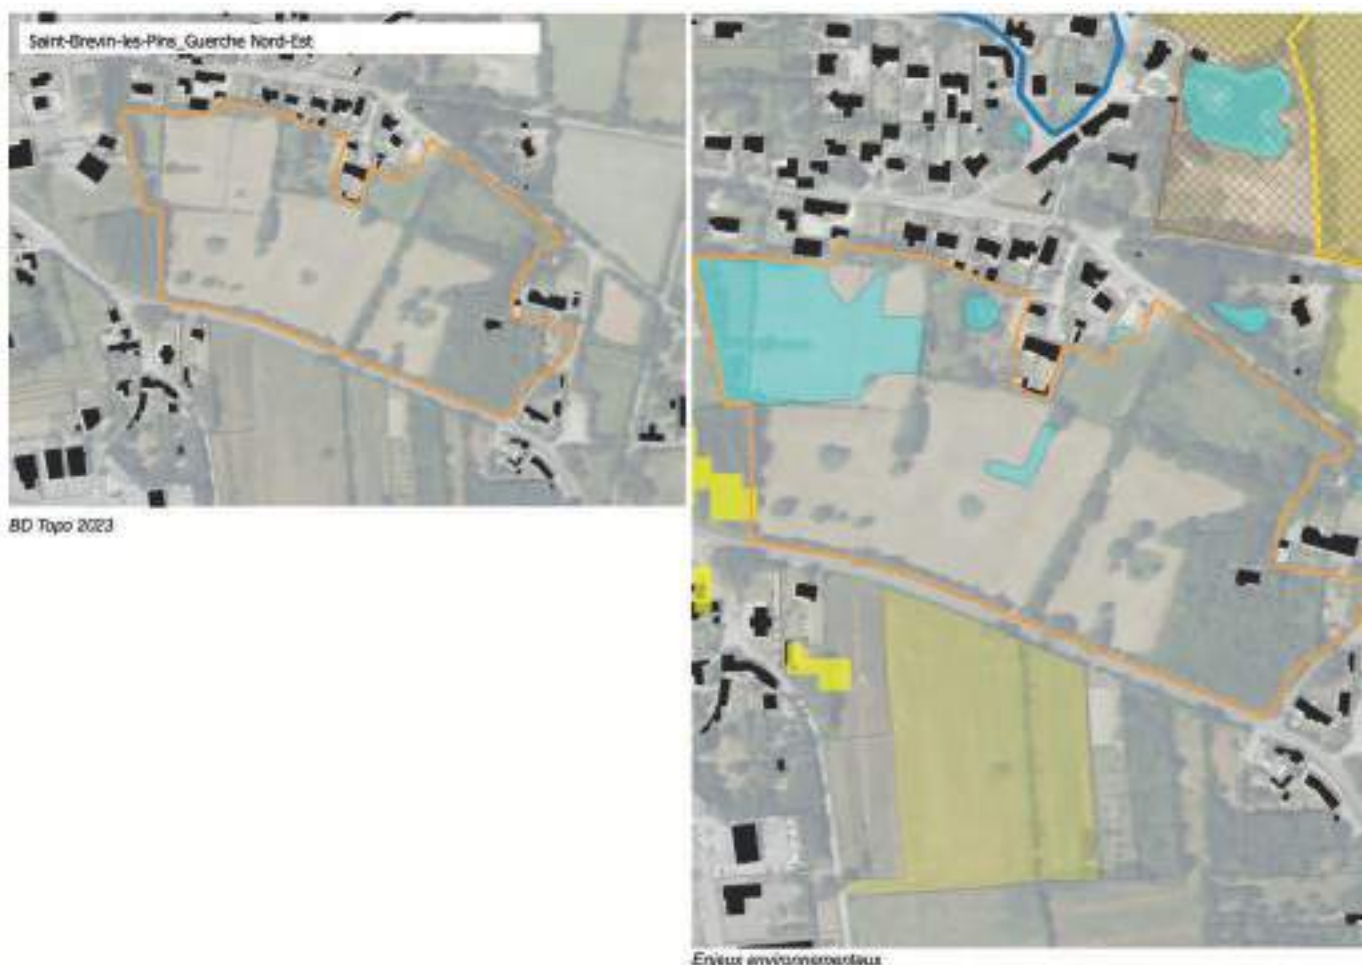 Saint-Brevin-les-Pins_Guerche Nord-Est
BD Topo 2023
Enjeux environnementaux